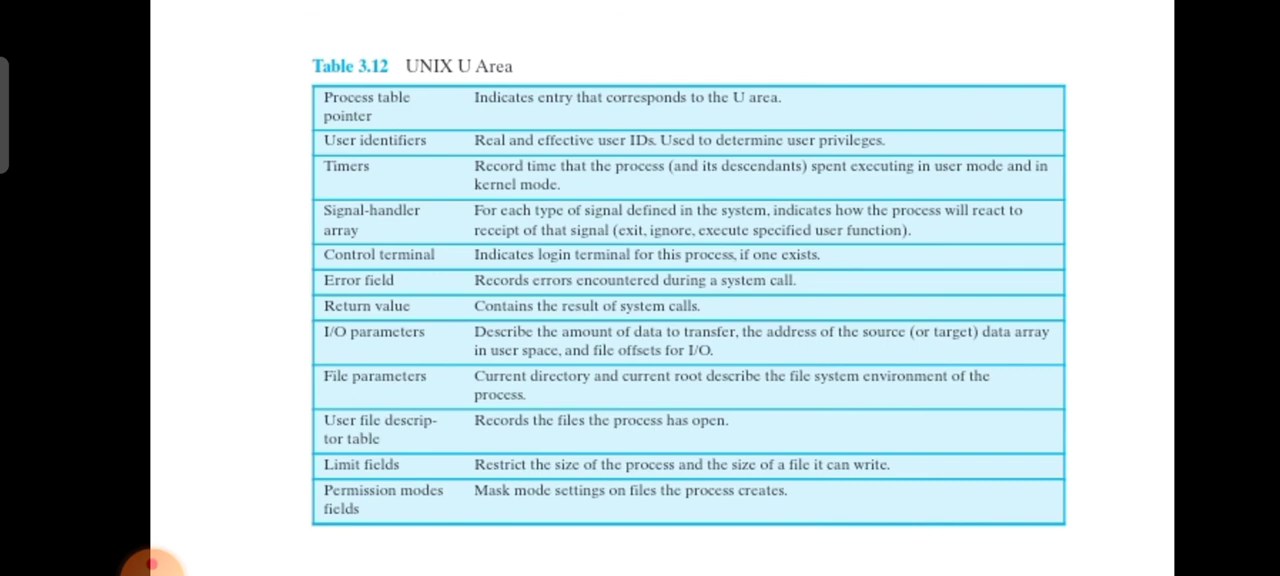 Table 3.12 UNIX U Area
Process table Indicates entry that corresponds to the U area.
pointer
User identifiers Real and effective user IDs. Used to determine user privileges.
Timers Record time that the process (and its descendants) spent executing in user mode and in
kernel mode.
Signal-handler For each type of signal defined in the system, indicates how the process will react to
array receipt of that signal (exit, ignore, execute specified user function).
Control terminal Indicates login terminal for this process, if one exists.
Error field Records errors encountered during a system call.
Return value Contains the result of system calls.
I/O parameters Describe the amount of data to transfer, the address of the source (or target) data array
in user space, and file offsets for I/O.
File parameters Current directory and current root describe the file system environment of the
process.
User file descrip- Records the files the process has open.
tor table
Limit fields Restrict the size of the process and the size of a file it can write.
Permission modes Mask mode settings on files the process creates.
fields